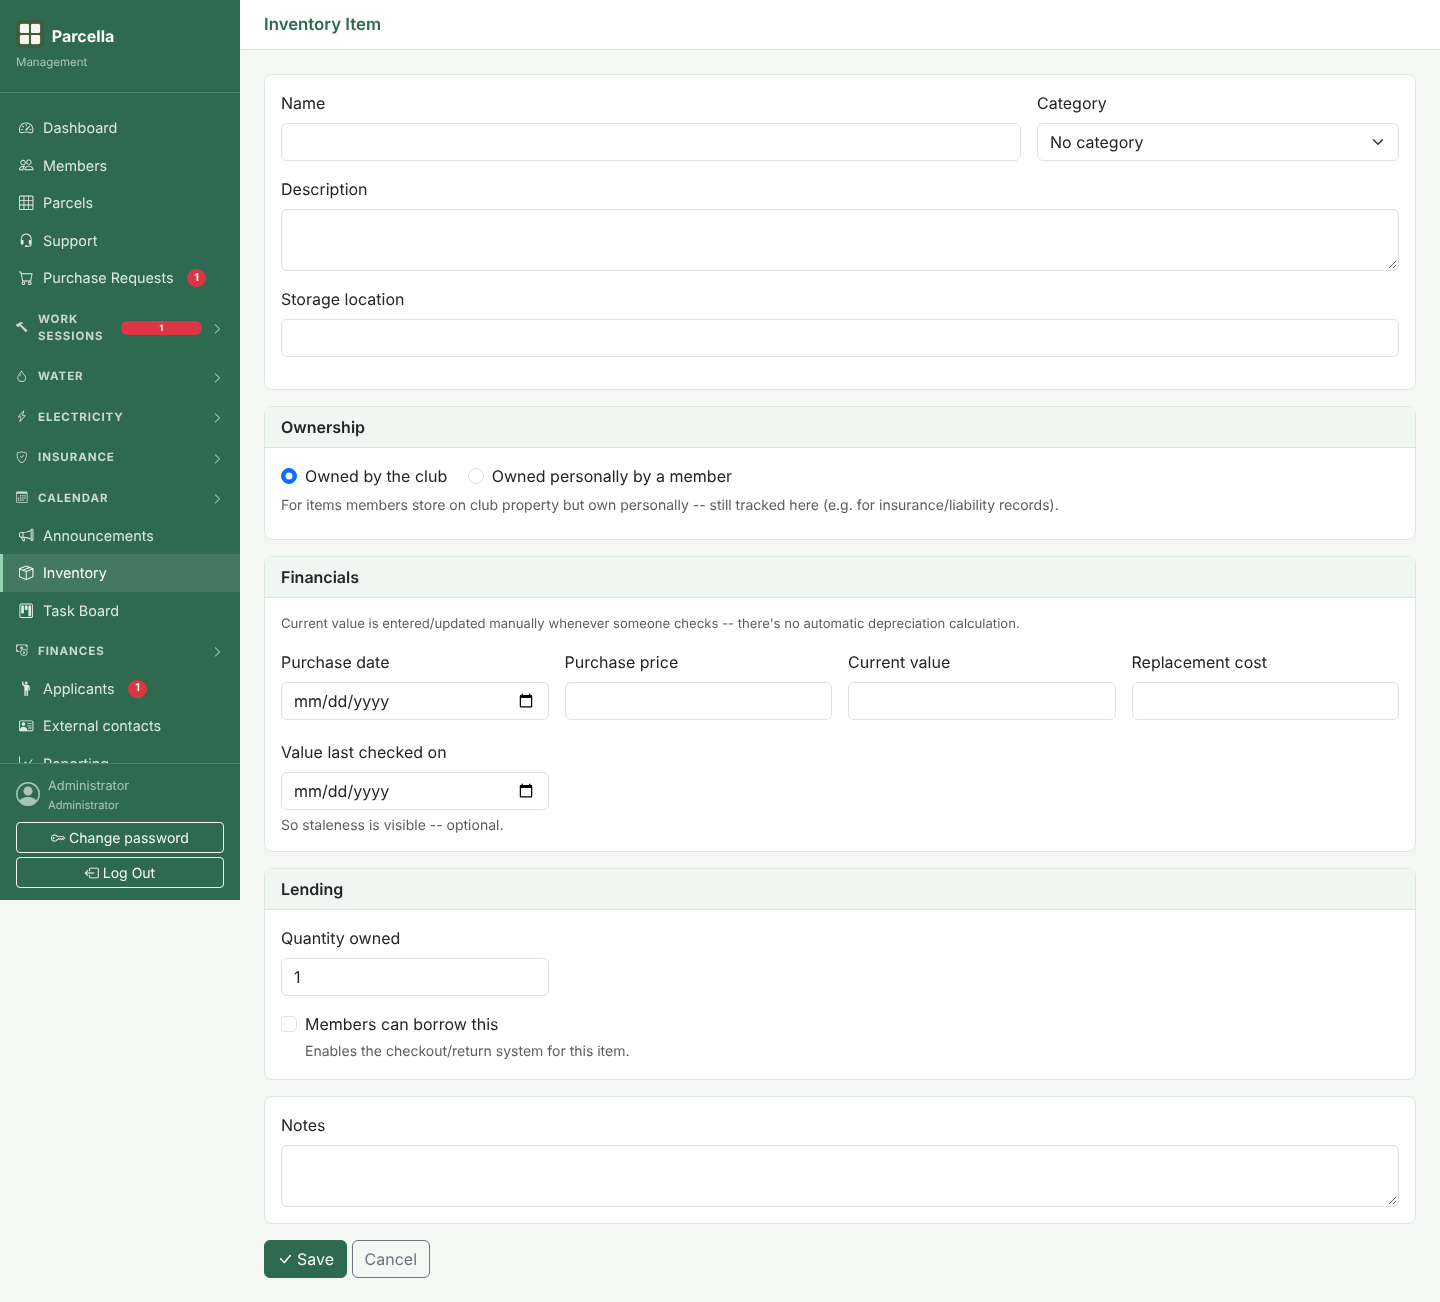 Parcella
Management
Dashboard
Members
Parcels
Support
Purchase Requests 1
WORK
SESSIONS 1
WATER
ELECTRICITY
INSURANCE
CALENDAR
Announcements
Inventory
Task Board
FINANCES
Applicants 1
External contacts
Reporting
Administrator
Administrator
Change password
Log Out
Inventory Item
Name
Category
No category
Description
Storage location
Ownership
Owned by the club
Owned personally by a member
For items members store on club property but own personally -- still tracked here (e.g. for insurance/liability records).
Financials
Current value is entered/updated manually whenever someone checks -- there's no automatic depreciation calculation.
Purchase date
Purchase price
Current value
Replacement cost
mm/dd/yyyy
Value last checked on
mm/dd/yyyy
So staleness is visible -- optional.
Lending
Quantity owned
1
Members can borrow this
Enables the checkout/return system for this item.
Notes
Save
Cancel